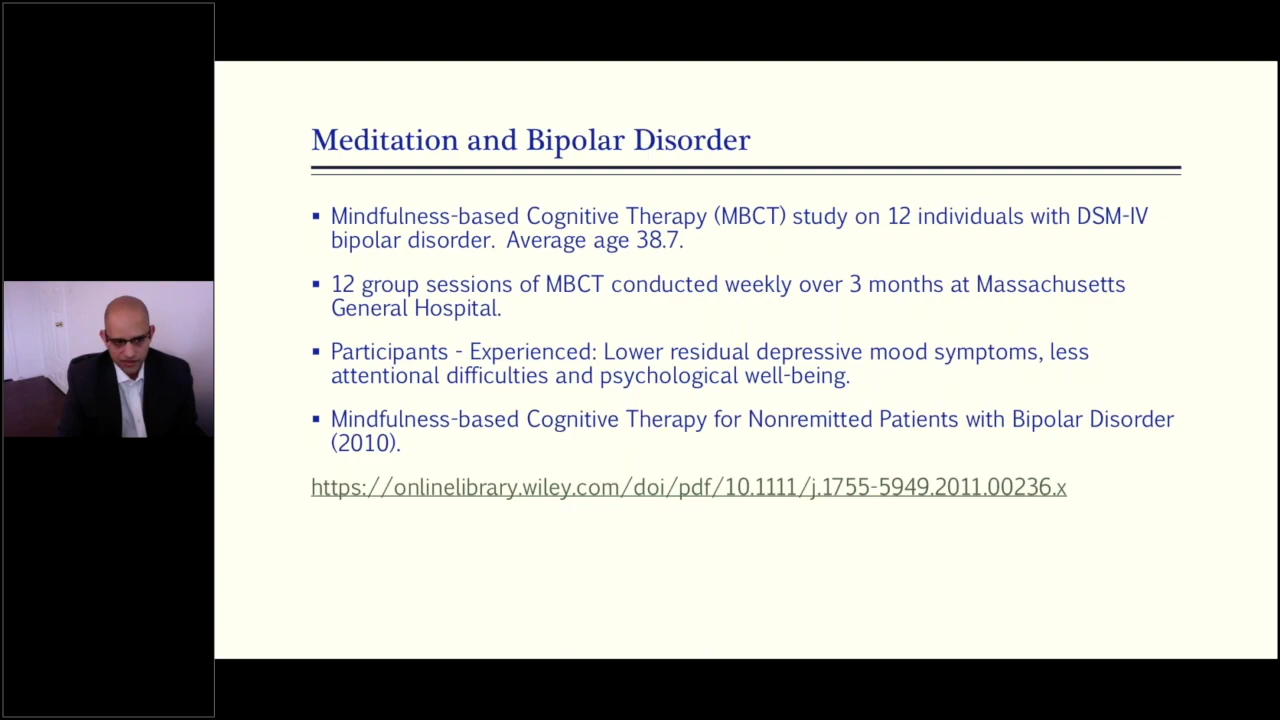 Meditation and Bipolar Disorder
▪ Mindfulness-based Cognitive Therapy (MBCT) study on 12 individuals with DSM-IV
bipolar disorder.  Average age 38.7.
▪ 12 group sessions of MBCT conducted weekly over 3 months at Massachusetts
General Hospital.
▪ Participants - Experienced: Lower residual depressive mood symptoms, less
attentional difficulties and psychological well-being.
▪ Mindfulness-based Cognitive Therapy for Nonremitted Patients with Bipolar Disorder
(2010).
https://onlinelibrary.wiley.com/doi/pdf/10.1111/j.1755-5949.2011.00236.x